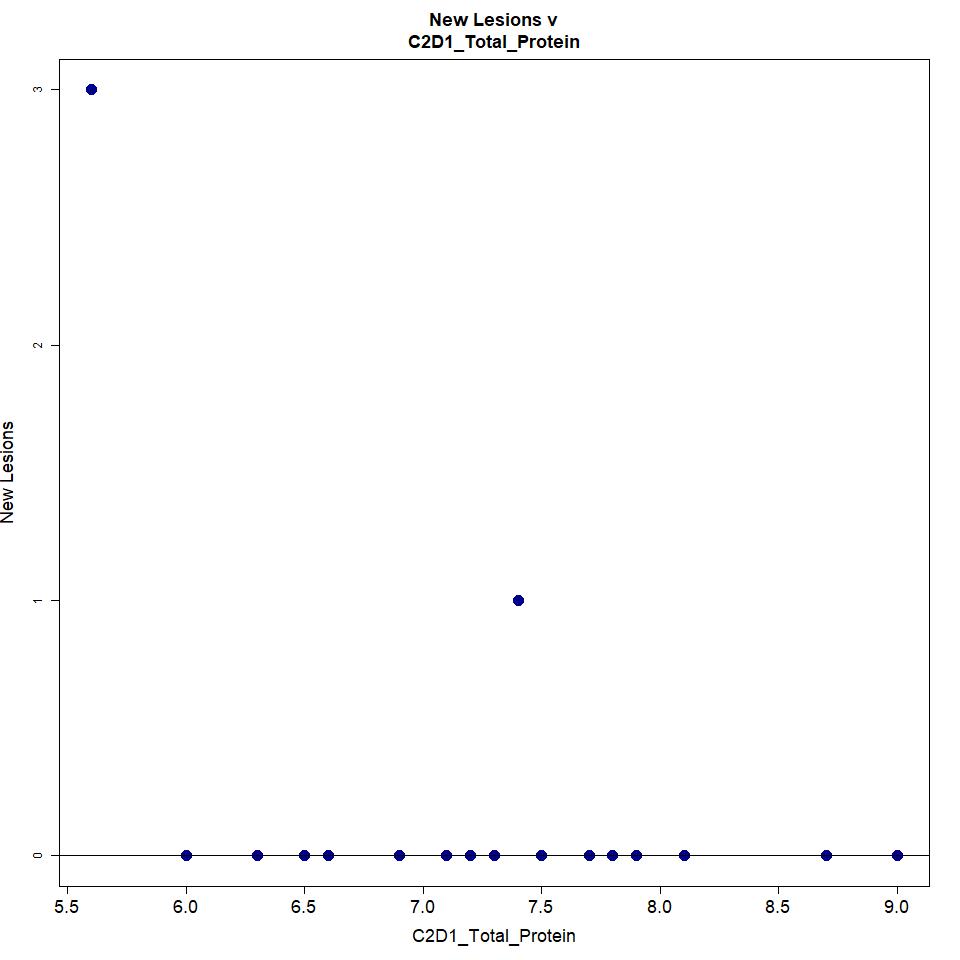 New Lesions v
C2D1_Total_Protein
3
2
1
0
New Lesions
5.5 6.0 6.5 7.0 7.5 8.0 8.5 9.0
C2D1_Total_Protein